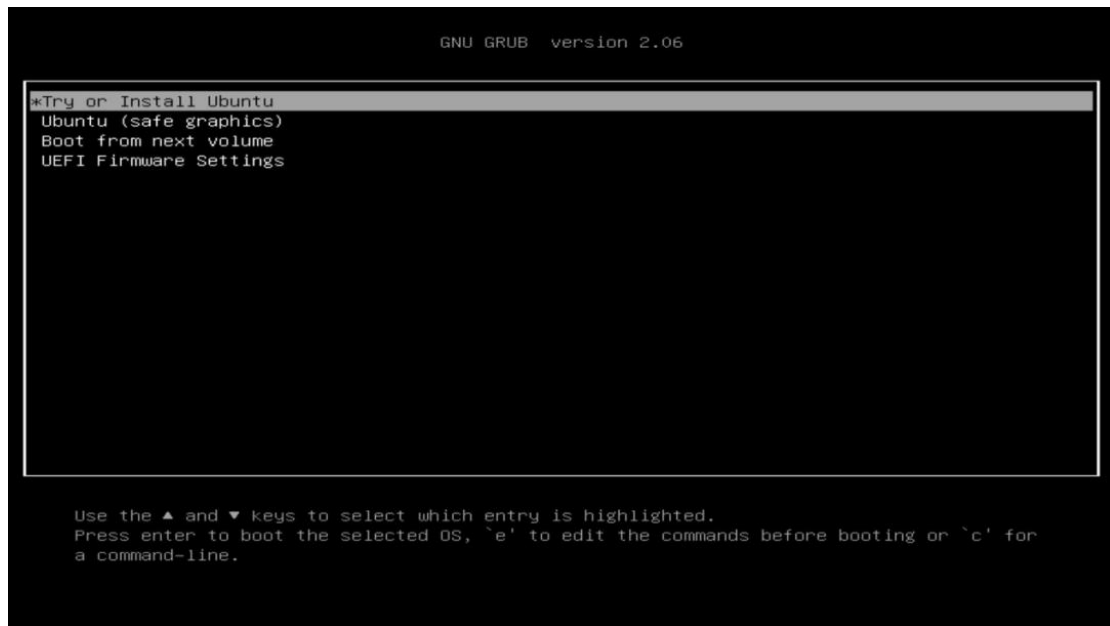 GNU GRUB version 2.06
*Try or Install Ubuntu
Ubuntu (safe graphics)
Boot from next volume
UEFI Firmware Settings
Use the ▲ and ▼ keys to select which entry is highlighted.
Press enter to boot the selected OS, `e' to edit the commands before booting or `c' for
a command-line.